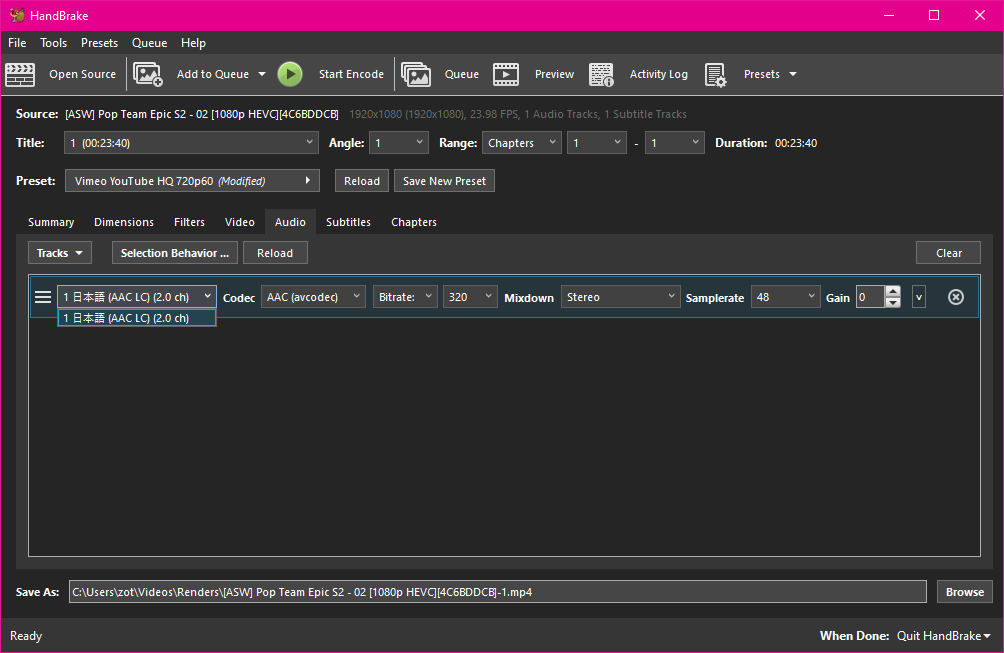 HandBrake
File Tools Presets Queue Help
Open Source Add to Queue Start Encode Queue Preview Activity Log Presets
Source: [ASW] Pop Team Epic S2 - 02 [1080p HEVC][4C6BDDCB] 1920x1080 (1920x1080), 23.98 FPS, 1 Audio Tracks, 1 Subtitle Tracks
Title: 1 (00:23:40) Angle: 1 Range: Chapters 1 - 1 Duration: 00:23:40
Preset: Vimeo YouTube HQ 720p60 (Modified) Reload Save New Preset
Summary Dimensions Filters Video Audio Subtitles Chapters
Tracks Selection Behavior ... Reload Clear
1 日本語 (AAC LC) (2.0 ch) Codec AAC (avcodec) Bitrate: 320 Mixdown Stereo Samplerate 48 Gain 0 v
1 日本語 (AAC LC) (2.0 ch)
Save As: C:\Users\zot\Videos\Renders\[ASW] Pop Team Epic S2 - 02 [1080p HEVC][4C6BDDCB]-1.mp4 Browse
Ready When Done: Quit HandBrake